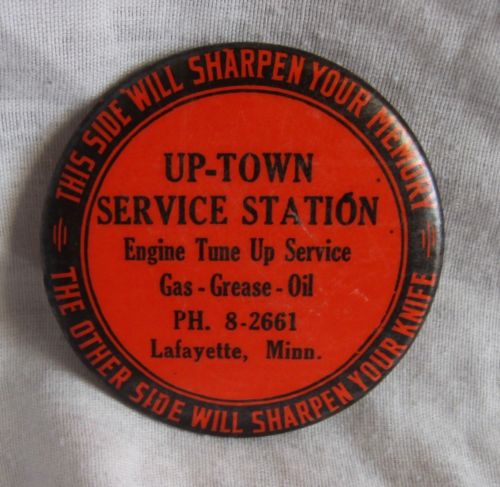 THIS SIDE WILL SHARPEN YOUR MEMORY
UP-TOWN
SERVICE STATION
Engine Tune Up Service
Gas - Grease - Oil
PH. 8-2661
Lafayette, Minn.
THE OTHER SIDE WILL SHARPEN YOUR KNIFE